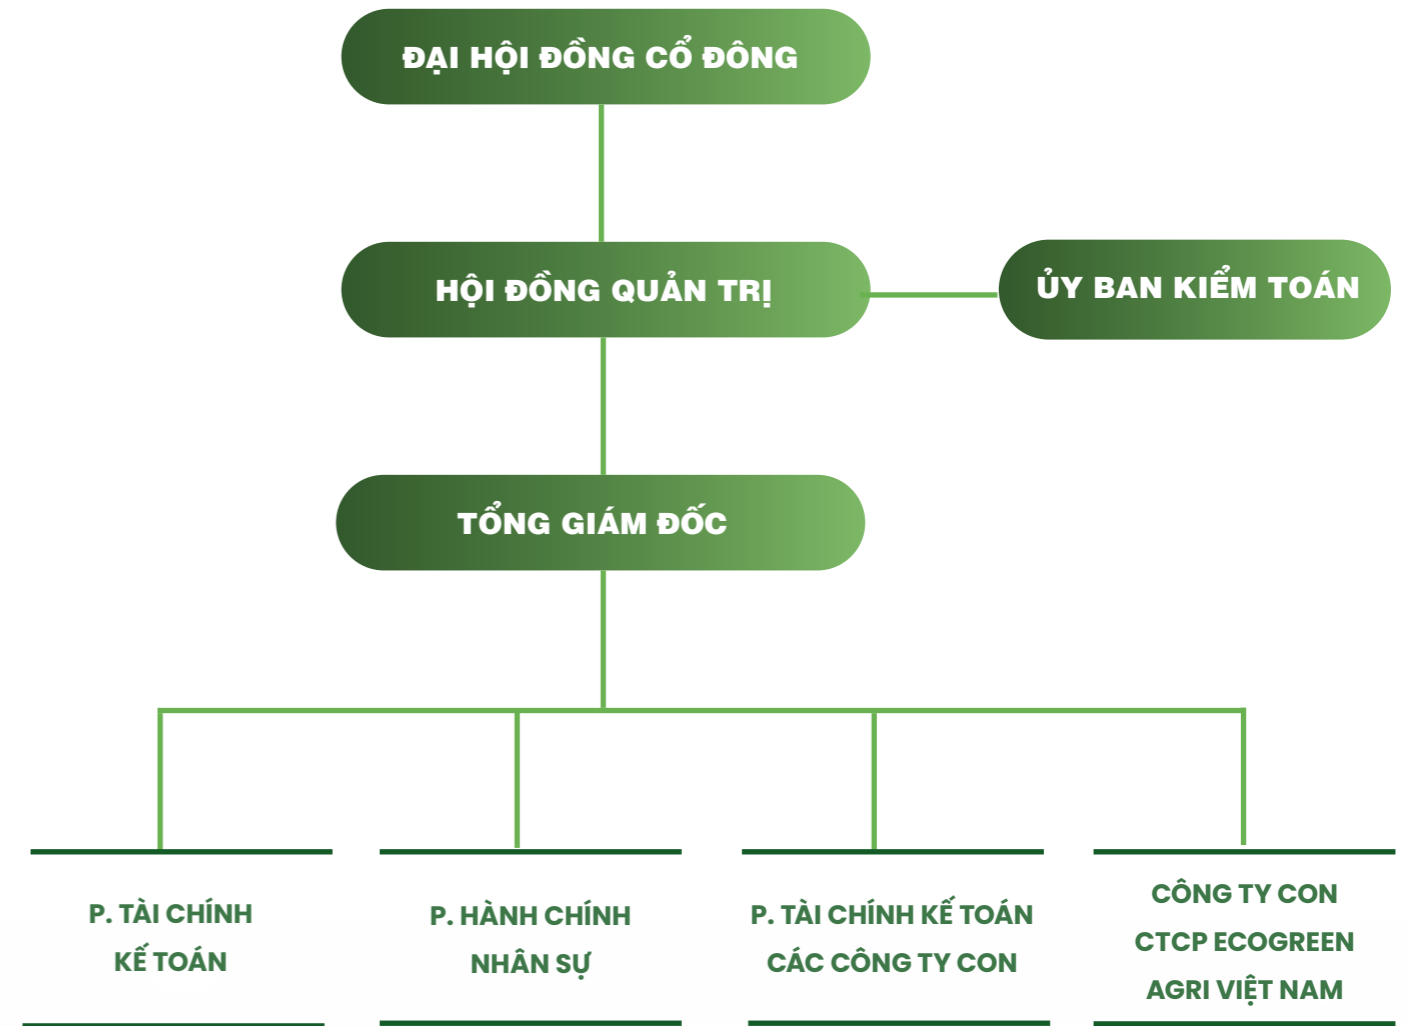 ĐẠI HỘI ĐỒNG CỔ ĐÔNG
HỘI ĐỒNG QUẢN TRỊ
ỦY BAN KIỂM TOÁN
TỔNG GIÁM ĐỐC
P. TÀI CHÍNH
KẾ TOÁN
P. HÀNH CHÍNH
NHÂN SỰ
P. TÀI CHÍNH KẾ TOÁN
CÁC CÔNG TY CON
CÔNG TY CON
CTCP ECOGREEN
AGRI VIỆT NAM